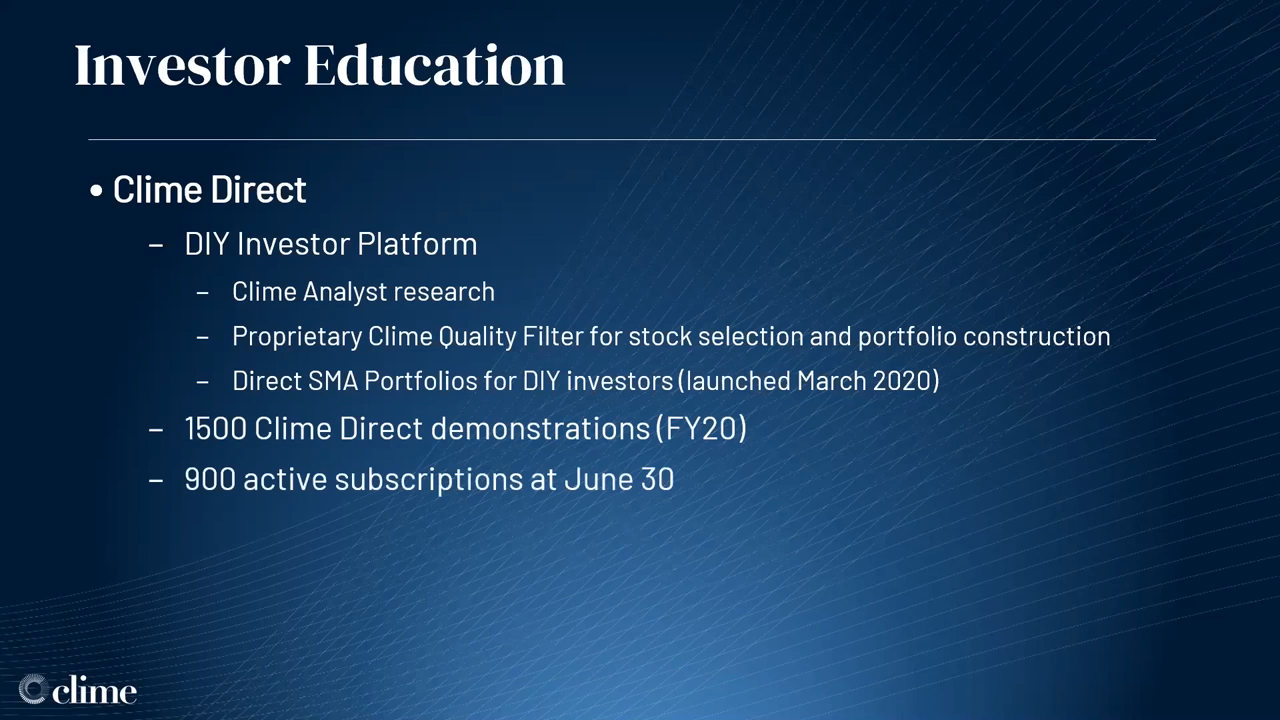 Investor Education
• Clime Direct
– DIY Investor Platform
– Clime Analyst research
– Proprietary Clime Quality Filter for stock selection and portfolio construction
– Direct SMA Portfolios for DIY investors (launched March 2020)
– 1500 Clime Direct demonstrations (FY20)
– 900 active subscriptions at June 30
clime